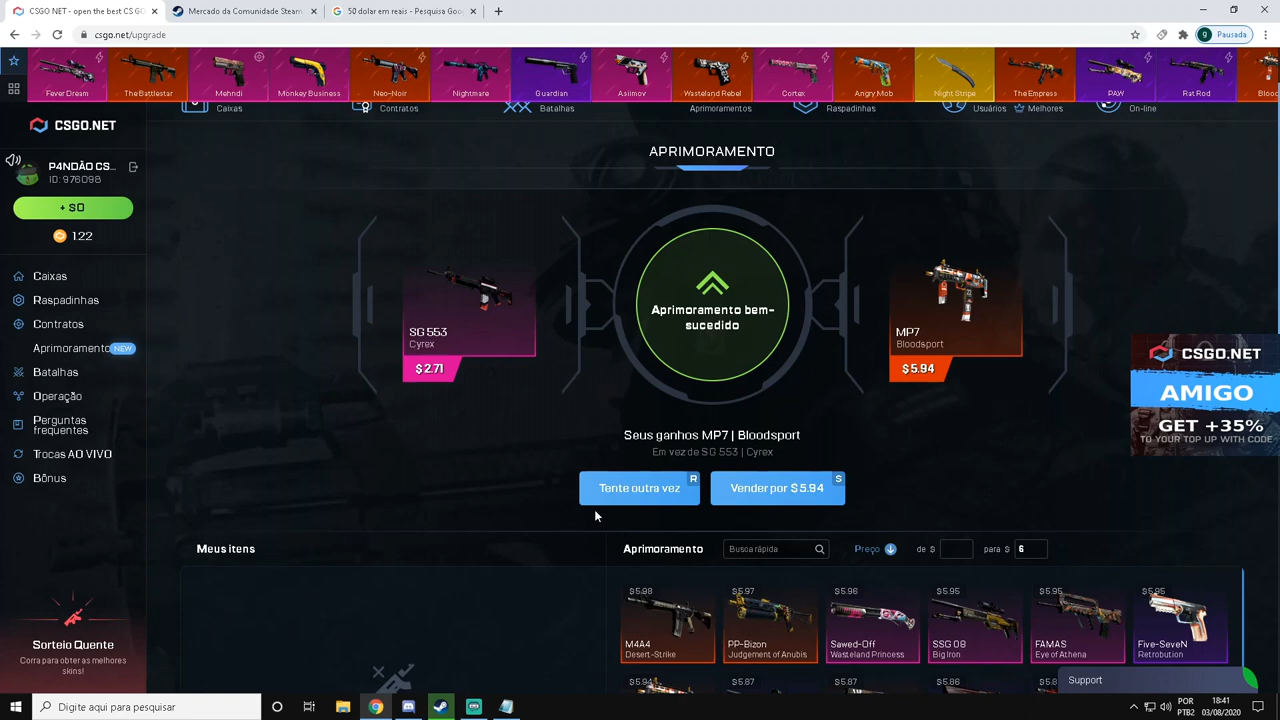 CSGO NET - open the best CS GO
Mercado da Comunidade Steam
50 dolar em reais - Pesquisa Goo
csgo.net/upgrade
Pausada
Fever Dream
The Battlestar
Mehndi
Monkey Business
Neo-Noir
Nightmare
Guardian
Asiimov
Wasteland Rebel
Cortex
Angry Mob
Night Stripe
The Empress
PAW
Rat Rod
Caixas
Contratos
Batalhas
Aprimoramentos
Raspadinhas
Usuários
Melhores
On-line
CSGO.NET
P4NDÃO CS...
ID: 976098
+ $0
1.22
Caixas
Raspadinhas
Contratos
Aprimoramento NEW
Batalhas
Operação
Perguntas
frequentes
Trocas AO VIVO
Bônus
Sorteio Quente
Corra para obter as melhores
skins!
APRIMORAMENTO
SG 553
Cyrex
$ 2.71
Aprimoramento bem-
sucedido
MP7
Bloodsport
$ 5.94
Seus ganhos MP7 | Bloodsport
Em vez de SG 553 | Cyrex
Tente outra vez R
Vender por $ 5.94 S
CSGO.NET
AMIGO
GET +35%
TO YOUR TOP UP WITH CODE
Meus itens
Aprimoramento
Busca rápida
Preço
de $
para $ 6
$ 5.98
M4A4
Desert-Strike
$ 5.97
PP-Bizon
Judgement of Anubis
$ 5.96
Sawed-Off
Wasteland Princess
$ 5.95
SSG 08
Big Iron
$ 5.95
FAMAS
Eye of Athena
$ 5.95
Five-SeveN
Retrobution
$ 5.94
$ 5.87
$ 5.87
$ 5.86
Support
Digite aqui para pesquisar
POR
PTB2
18:41
03/08/2020